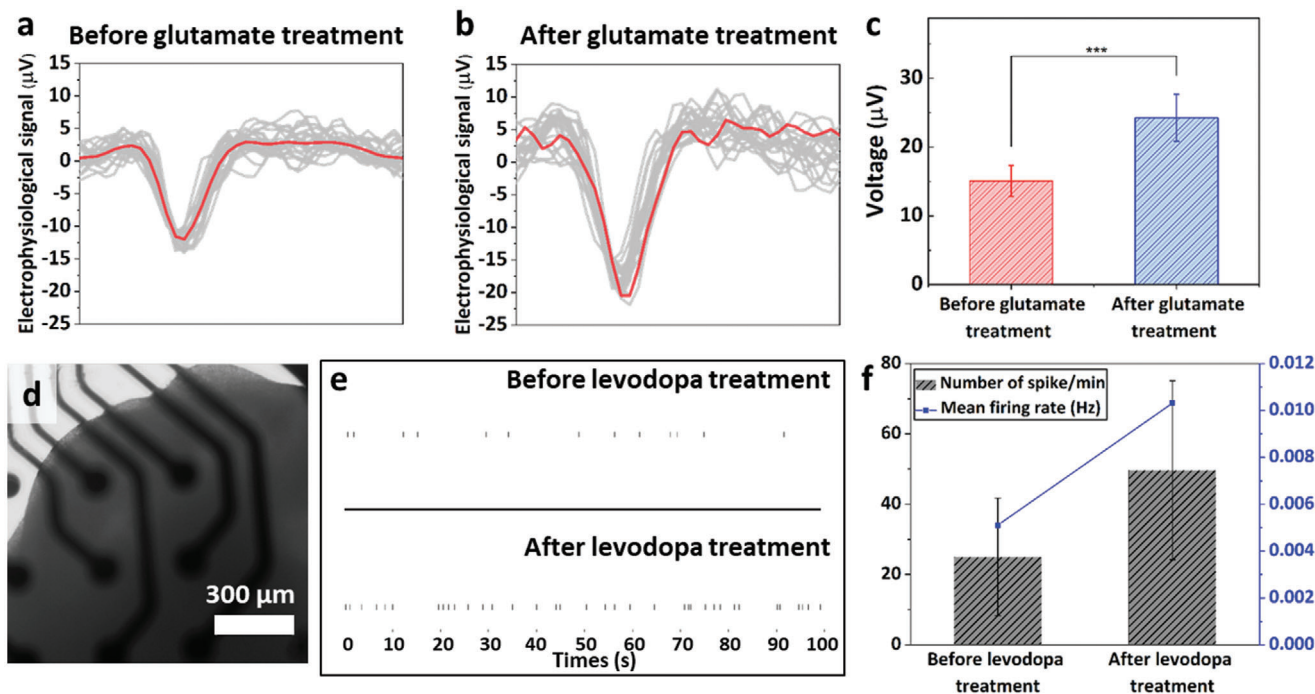 a
Before glutamate treatment
Electrophysiological signal (μV)
15
10
5
0
-5
-10
-15
-20
-25
b
After glutamate treatment
Electrophysiological signal (μV)
15
10
5
0
-5
-10
-15
-20
-25
c
***
Voltage (μV)
30
20
10
0
Before glutamate
treatment
After glutamate
treatment
d
300 μm
e
Before levodopa treatment
After levodopa treatment
0 10 20 30 40 50 60 70 80 90 100
Times (s)
f
Number of spike/min
Mean firing rate (Hz)
80
60
40
20
0
0.012
0.010
0.008
0.006
0.004
0.002
0.000
Before levodopa
treatment
After levodopa
treatment